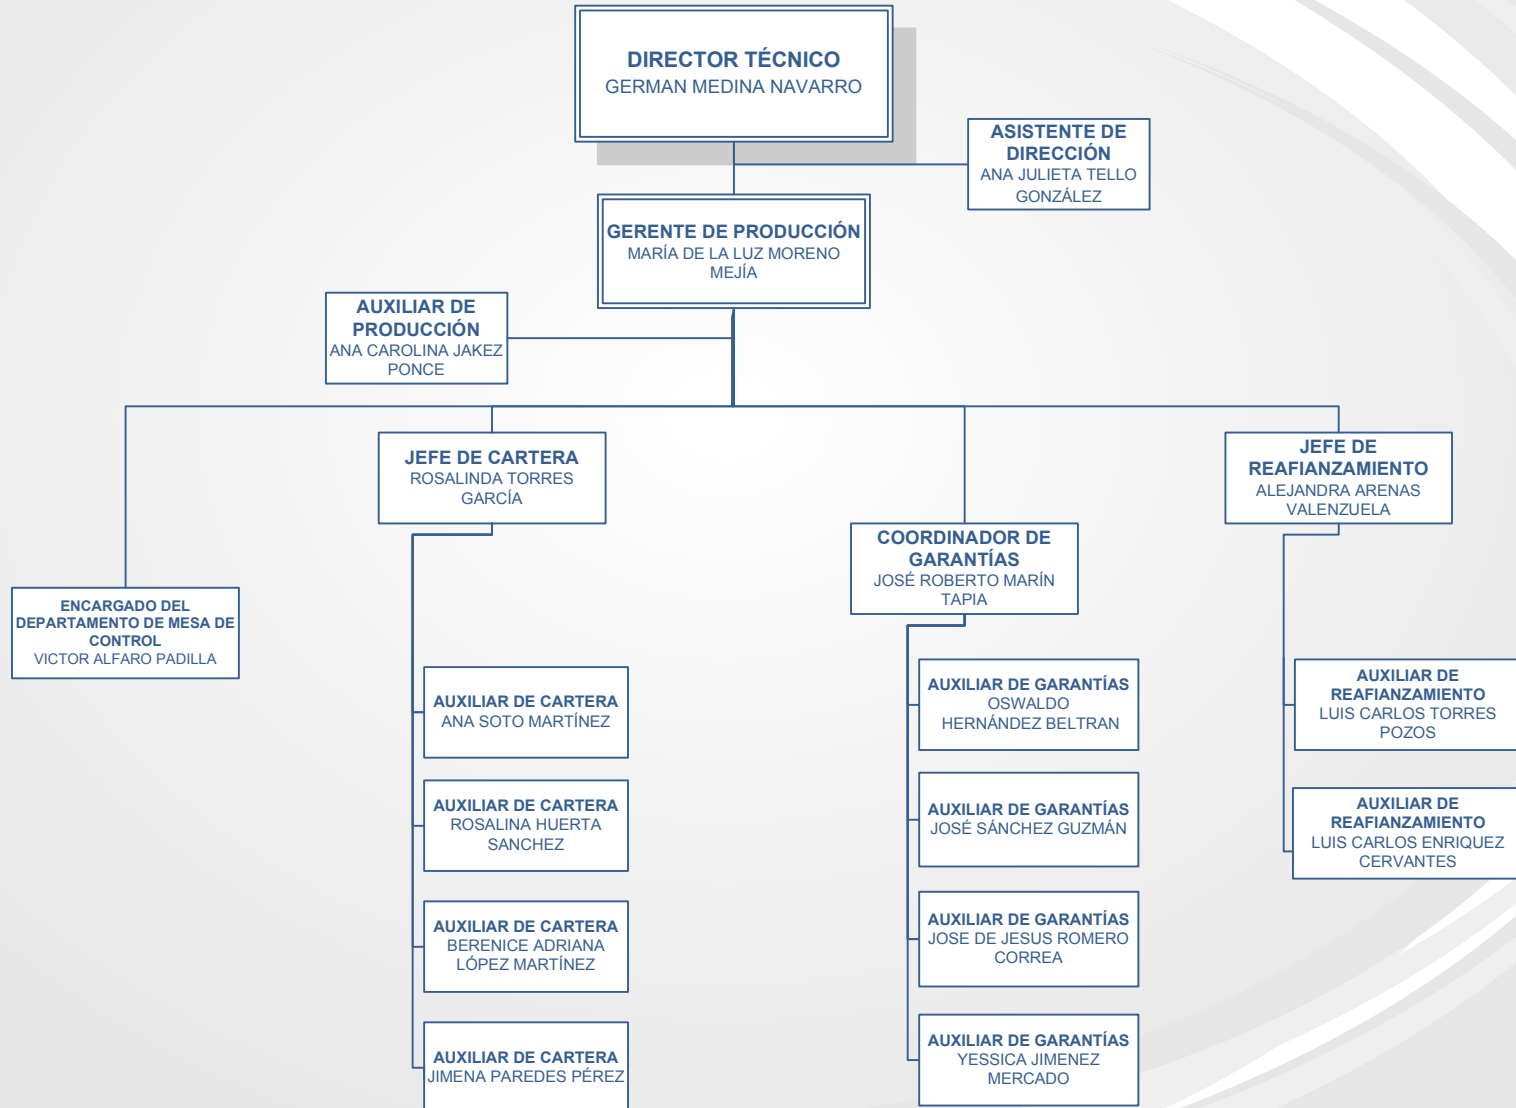 DIRECTOR TÉCNICO
GERMAN MEDINA NAVARRO
ASISTENTE DE
DIRECCIÓN
ANA JULIETA TELLO
GONZÁLEZ
GERENTE DE PRODUCCIÓN
MARÍA DE LA LUZ MORENO
MEJÍA
AUXILIAR DE
PRODUCCIÓN
ANA CAROLINA JAKEZ
PONCE
JEFE DE CARTERA
ROSALINDA TORRES
GARCÍA
JEFE DE
REAFIANZAMIENTO
ALEJANDRA ARENAS
VALENZUELA
COORDINADOR DE
GARANTÍAS
JOSÉ ROBERTO MARÍN
TAPIA
ENCARGADO DEL
DEPARTAMENTO DE MESA DE
CONTROL
VICTOR ALFARO PADILLA
AUXILIAR DE CARTERA
ANA SOTO MARTÍNEZ
AUXILIAR DE CARTERA
ROSALINA HUERTA
SANCHEZ
AUXILIAR DE CARTERA
BERENICE ADRIANA
LÓPEZ MARTÍNEZ
AUXILIAR DE CARTERA
JIMENA PAREDES PÉREZ
AUXILIAR DE GARANTÍAS
OSWALDO
HERNÁNDEZ BELTRAN
AUXILIAR DE GARANTÍAS
JOSÉ SÁNCHEZ GUZMÁN
AUXILIAR DE GARANTÍAS
JOSE DE JESUS ROMERO
CORREA
AUXILIAR DE GARANTÍAS
YESSICA JIMENEZ
MERCADO
AUXILIAR DE
REAFIANZAMIENTO
LUIS CARLOS TORRES
POZOS
AUXILIAR DE
REAFIANZAMIENTO
LUIS CARLOS ENRIQUEZ
CERVANTES